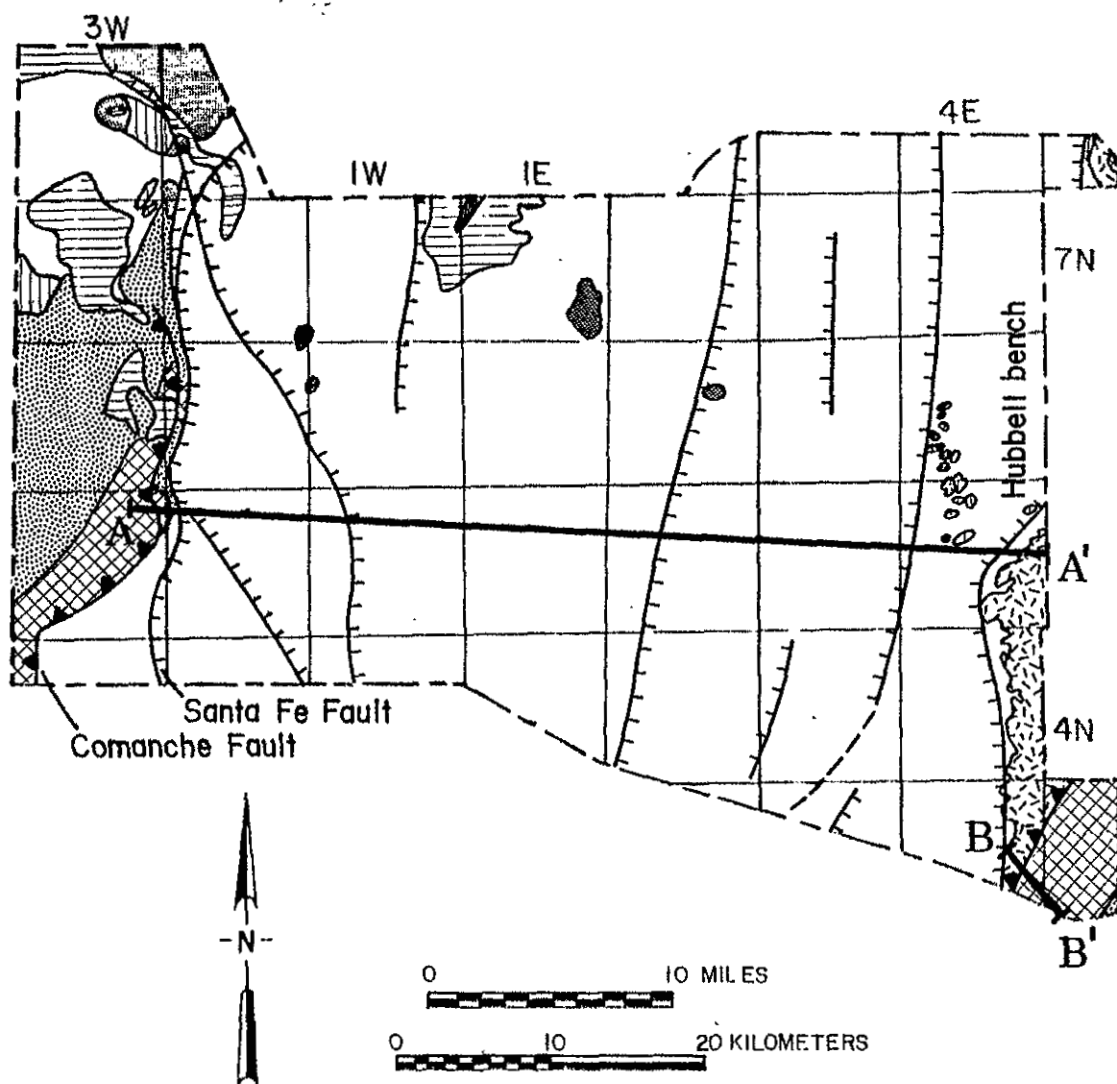 3W
4E
1W
1E
7N
Hubbell bench
A
A'
Santa Fe Fault
Comanche Fault
4N
B
B'
-N-
0 10 MILES
0 10 20 KILOMETERS